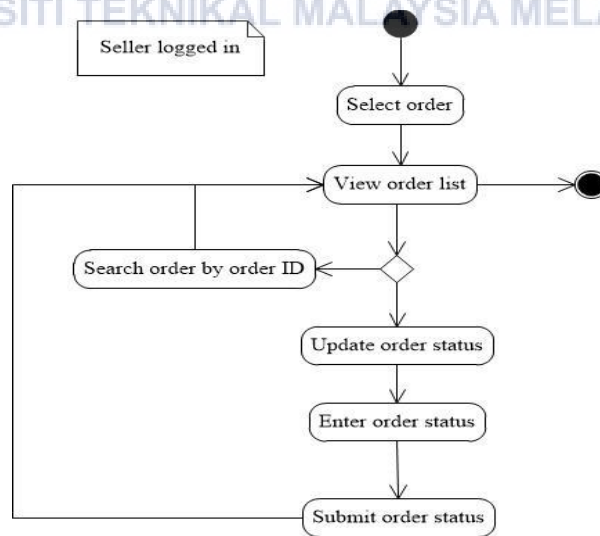 SITI TEKNIKAL MALAYSIA MELA
Seller logged in
Select order
View order list
Search order by order ID
Update order status
Enter order status
Submit order status